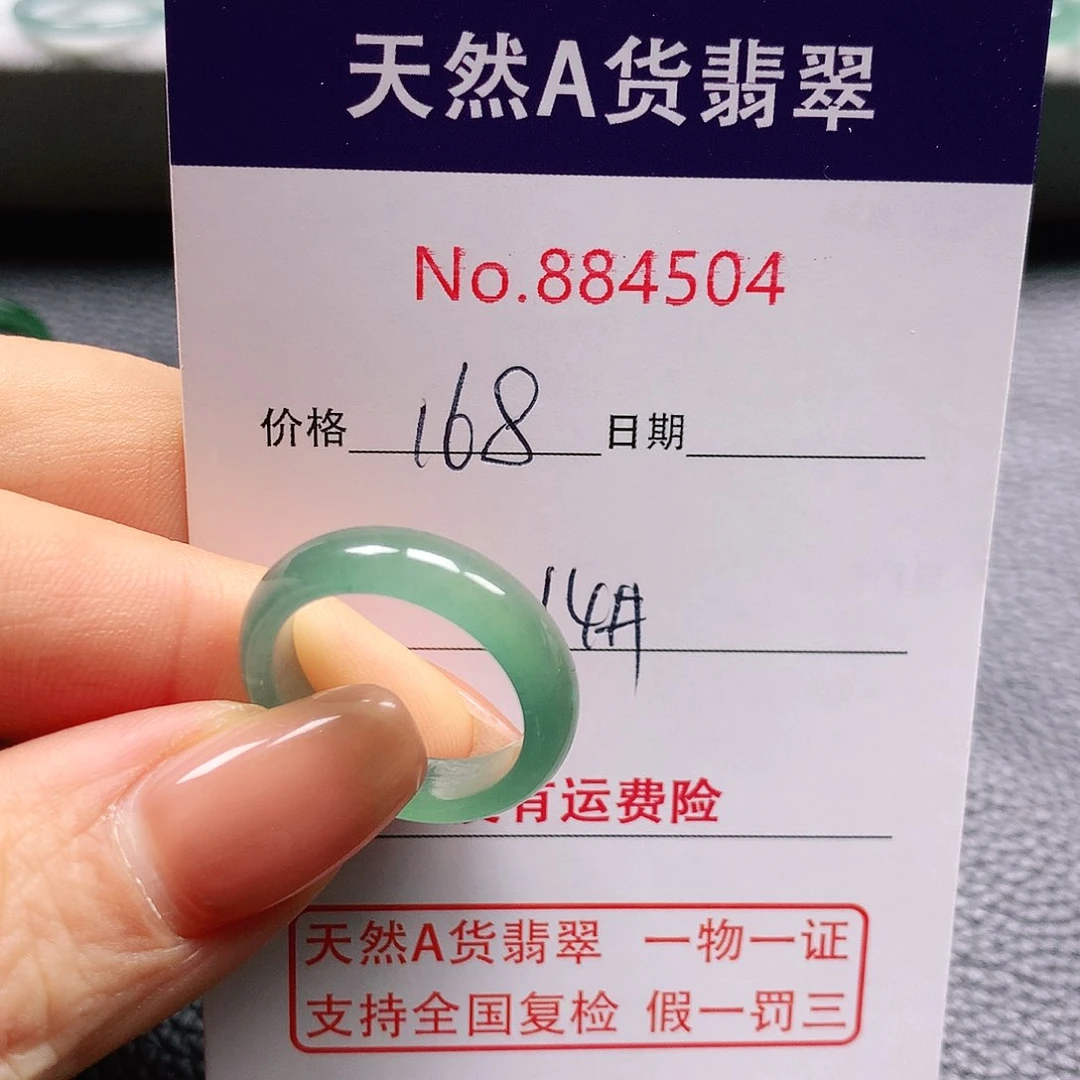 天然A货翡翠
No.884504
价格 168 日期
14A
有运费险
天然A货翡翠 一物一证
支持全国复检 假一罚三